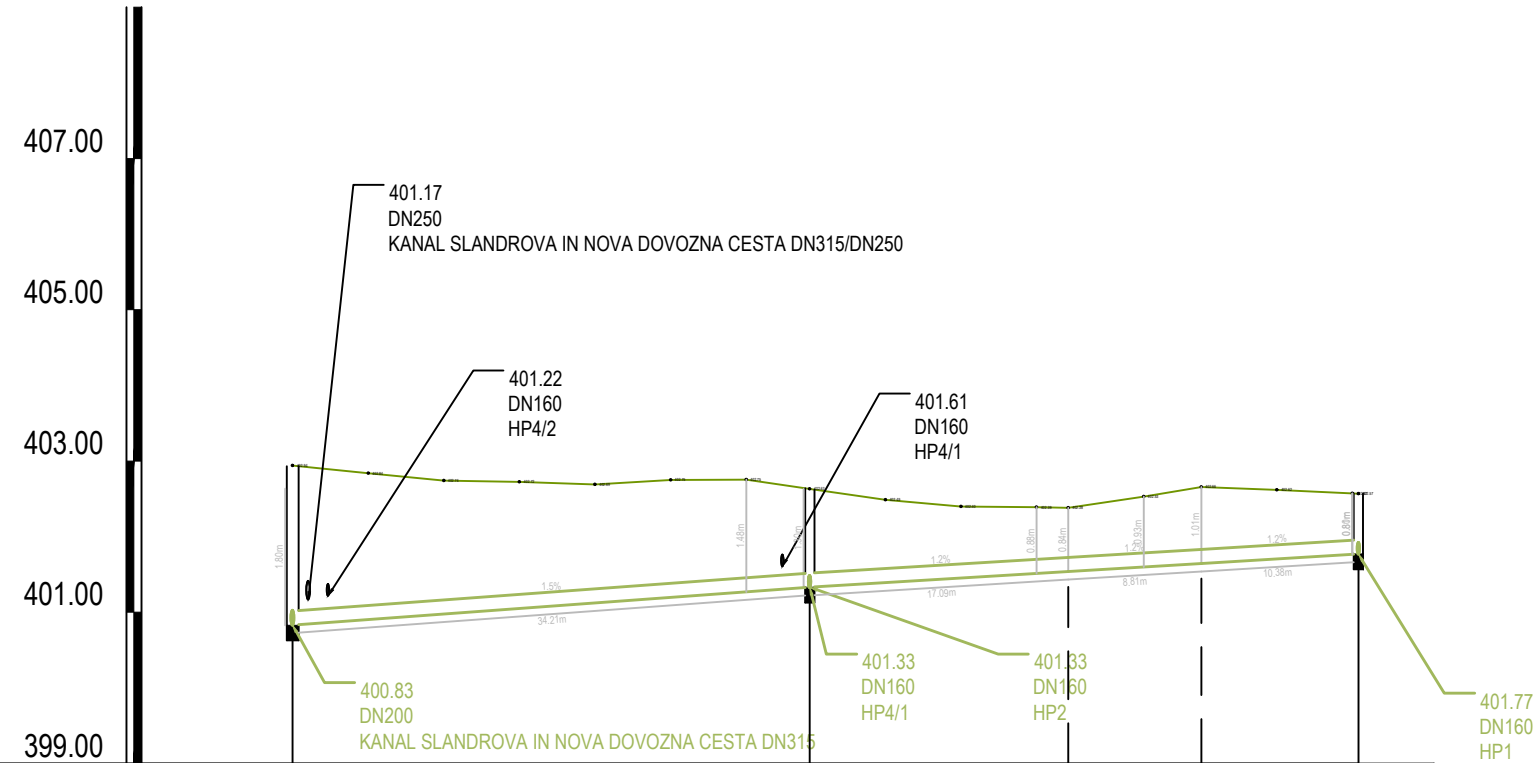 407.00
405.00
403.00
401.00
399.00
401.17
DN250
KANAL SLANDROVA IN NOVA DOVOZNA CESTA DN315/DN250
401.22
DN160
HP4/2
401.61
DN160
HP4/1
1.80m
1.48m
0.88m
0.84m
0.93m
1.01m
1.5%
1.2%
1.2%
1.2%
34.21m
17.09m
8.81m
10.38m
400.83
DN200
KANAL SLANDROVA IN NOVA DOVOZNA CESTA DN315
401.33
DN160
HP4/1
401.33
DN160
HP2
401.77
DN160
HP1